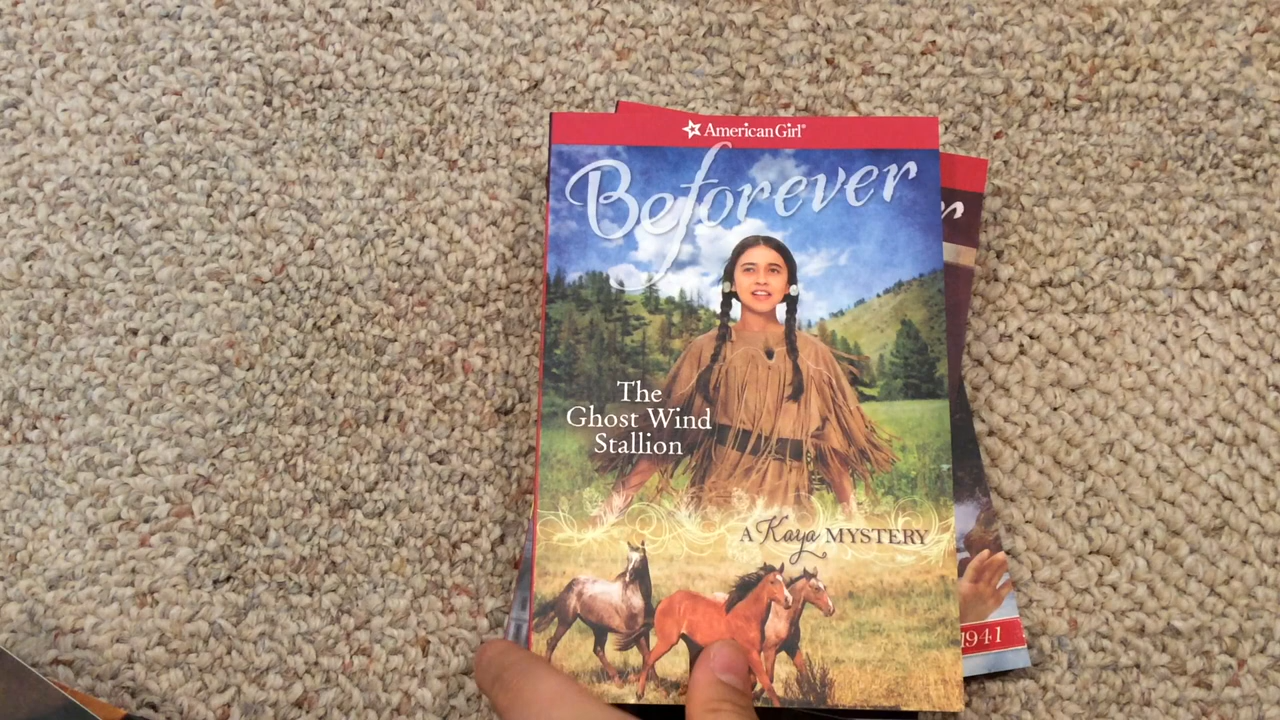 American Girl®
Beforever
The
Ghost Wind
Stallion
A Kaya MYSTERY
r
1941